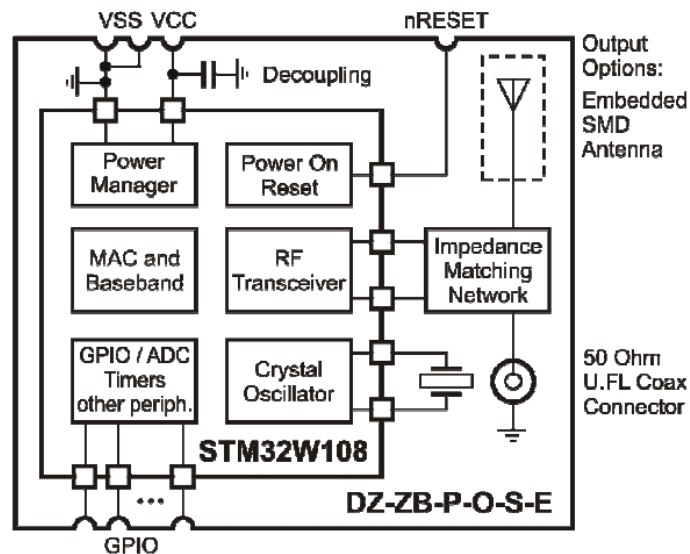 VSS VCC
nRESET
Decoupling
Output
Options:
Embedded
SMD
Antenna
Power
Manager
Power On
Reset
MAC and
Baseband
RF
Transceiver
Impedance
Matching
Network
GPIO / ADC
Timers
other periph.
Crystal
Oscillator
50 Ohm
U.FL Coax
Connector
STM32W108
...
DZ-ZB-P-O-S-E
GPIO